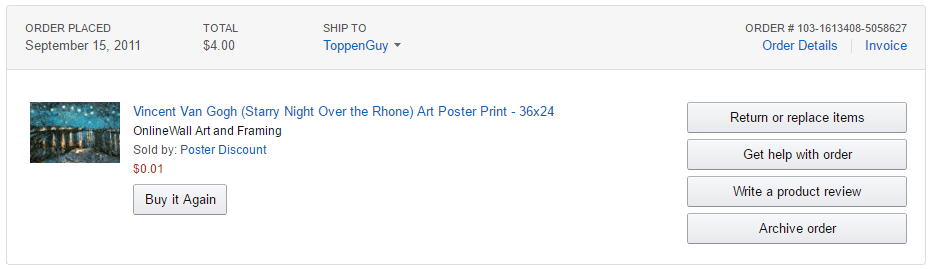 ORDER PLACED TOTAL SHIP TO ORDER # 103-1613408-5058627
September 15, 2011 $4.00 ToppenGuy Order Details Invoice
Vincent Van Gogh (Starry Night Over the Rhone) Art Poster Print - 36x24
OnlineWall Art and Framing
Sold by: Poster Discount
$0.01
Buy it Again
Return or replace items
Get help with order
Write a product review
Archive order